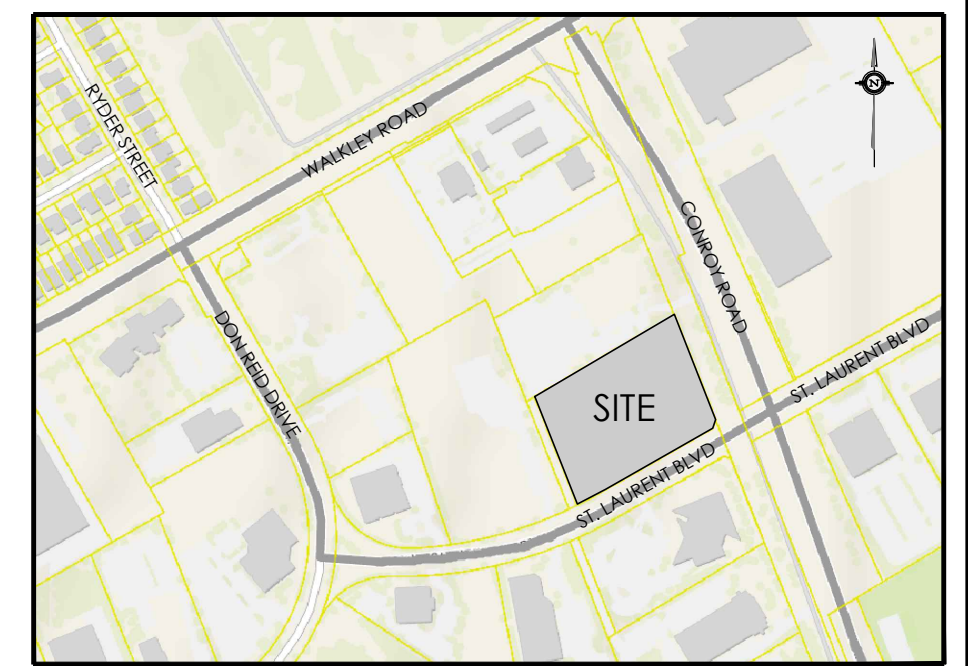 RYDER STREET
WALKLEY ROAD
N
CONROY ROAD
DON REID DRIVE
ST. LAURENT BLVD
SITE
ST. LAURENT BLVD